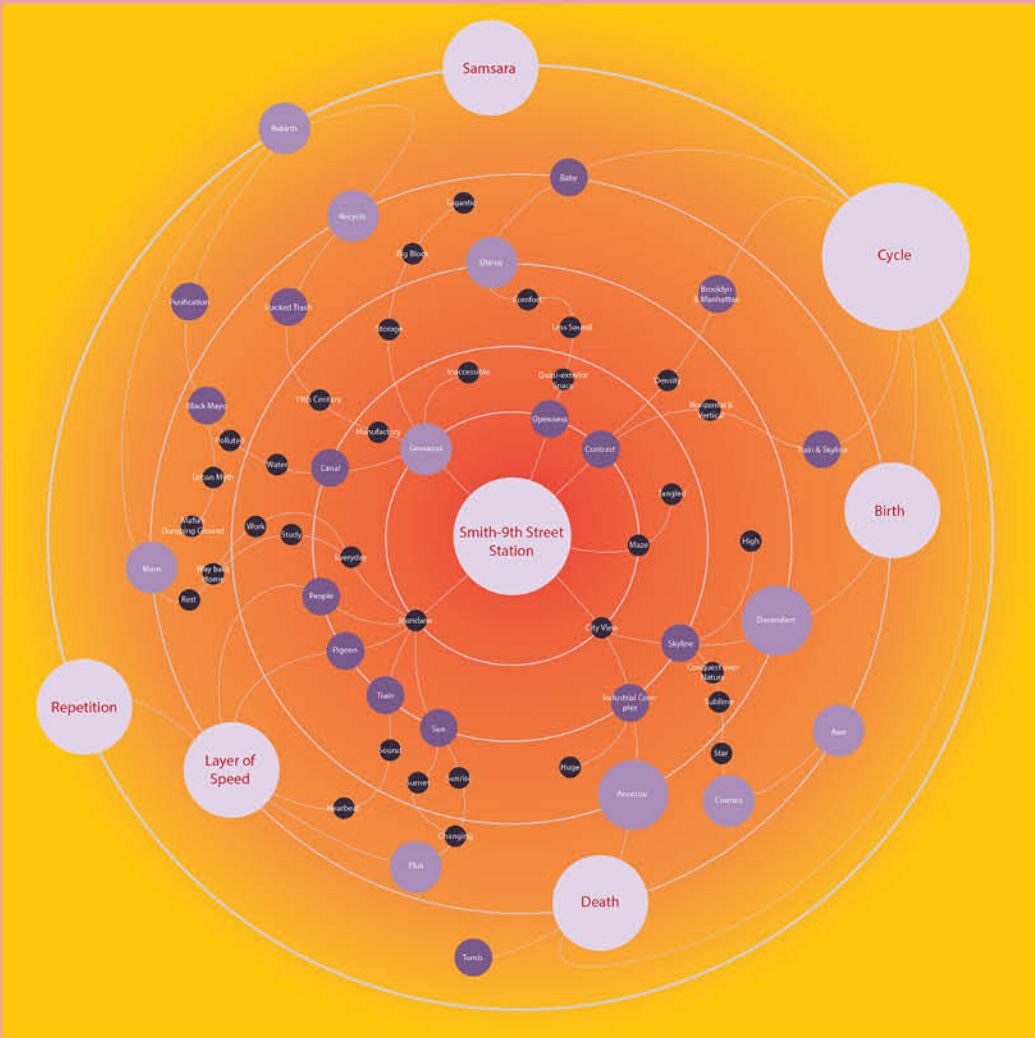 Samsara
Rebirth
Baby
Recycle
Gigantic
Big Block
Cycle
Uterus
Brooklyn
& Manhattan
Purification
Stacked Trash
Comfort
Less Sound
Storage
Inaccessible
Quasi-exterior
Space
Density
19th Century
Horizontal &
Vertical
Black Mayo
Openness
Manufactory
Polluted
Gowanus
Contrast
Train & Skyline
Water
Canal
Urban Myth
Tangled
Birth
Mafia's
Dumping Ground
Work
Study
Smith-9th Street
Station
High
Maze
Everyday
Mom
Way back
Home
People
Rest
Mundane
City View
Skyline
Pigeon
Conquest over
Nature
Train
Industrial Com-
plex
Sublime
Repetition
Sun
Awe
Sound
Star
Layer of
Speed
Huge
Sunset
Sunrise
Ancestor
Cosmos
Changing
Flux
Death
Tomb